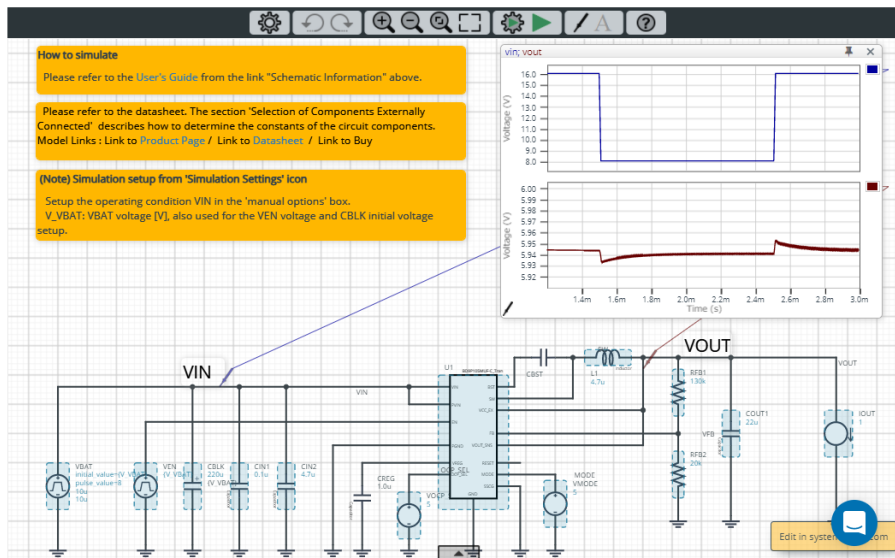 How to simulate
Please refer to the User's Guide from the link "Schematic Information" above.
Please refer to the datasheet. The section 'Selection of Components Externally
Connected' describes how to determine the constants of the circuit components.
Model Links : Link to Product Page / Link to Datasheet / Link to Buy
(Note) Simulation setup from 'Simulation Settings' icon
Setup the operating condition VIN in the 'manual options' box.
V_VBAT: VBAT voltage [V], also used for the VEN voltage and CBLK initial voltage
setup.
vin; vout
16.0
15.0
14.0
13.0
12.0
11.0
10.0
9.0
8.0
Voltage (V)
6.00
5.99
5.98
5.97
5.96
5.95
5.94
5.93
5.92
Voltage (V)
1.4m 1.6m 1.8m 2.0m 2.2m 2.4m 2.6m 2.8m 3.0m
Time (s)
VIN
VOUT
VIN
VOUT
U1
CBST
L1
4.7u
RFB1
130k
COUT1
22u
VFB
IOUT
1
RFB2
20k
VBAT
pulse_value=8
10u
10u
VEN
CBLK
220u
CIN1
0.1u
CIN2
4.7u
CREG
1.0u
VOCP
5
OCP_SEL
MODE
VMODE
5
Edit in system